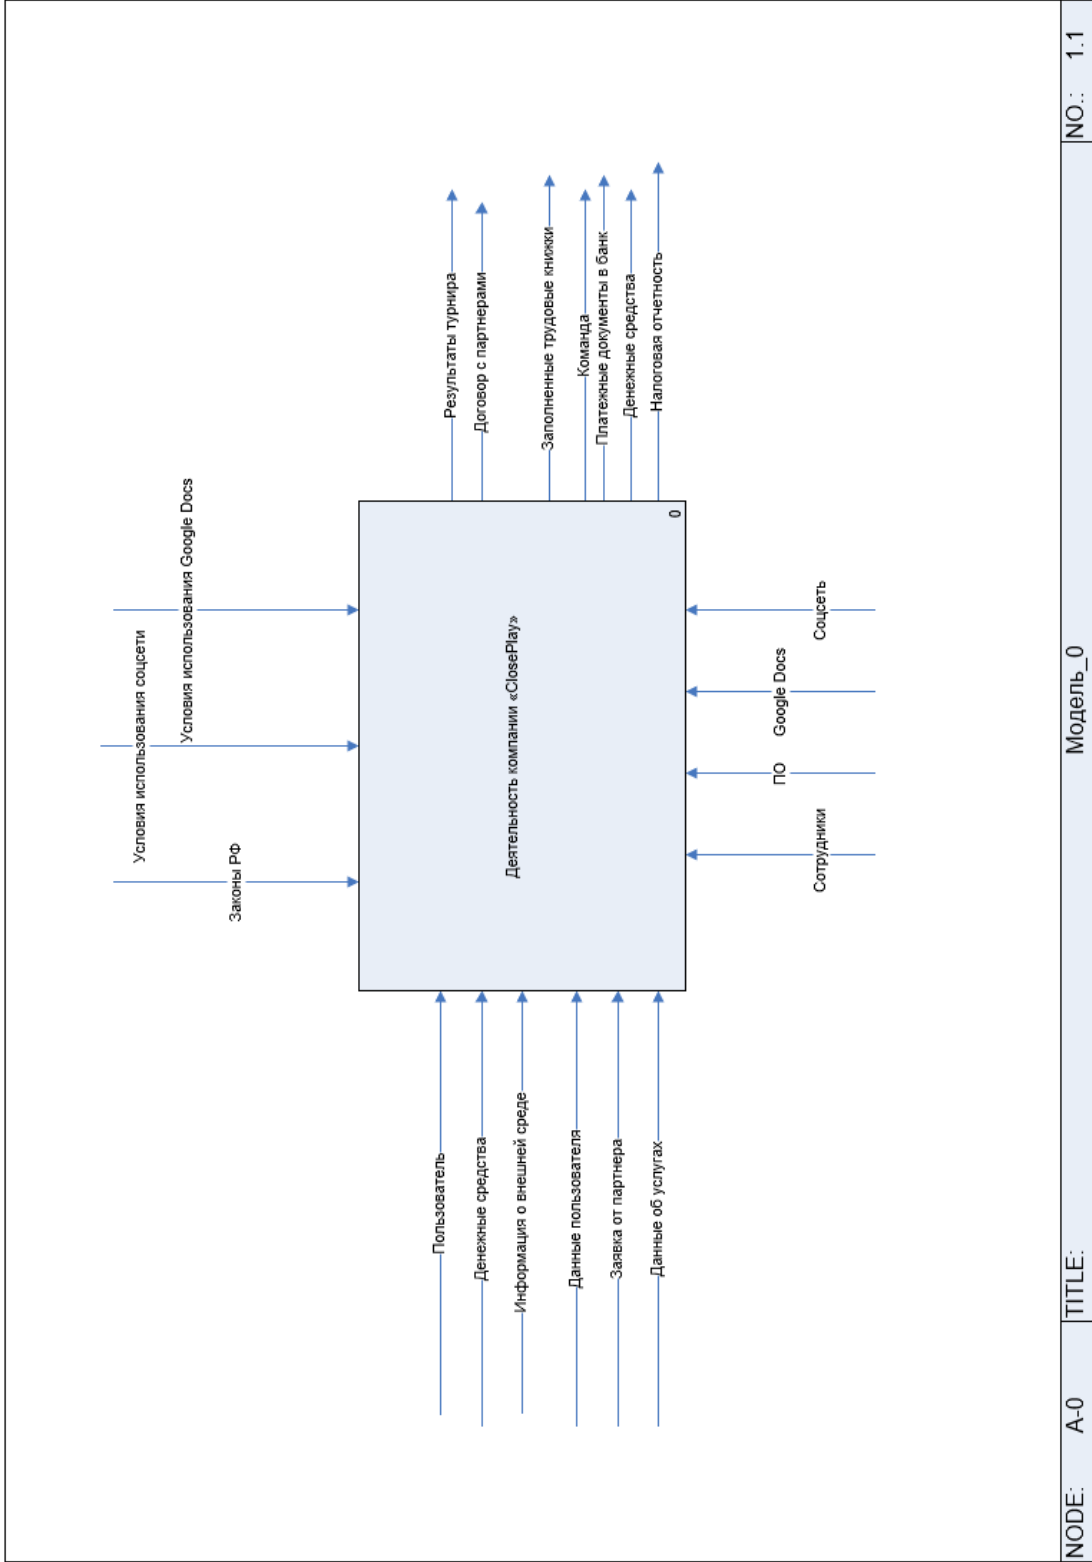 Условия использования Google Docs
Условия использования соцсети
Законы РФ
Пользователь
Денежные средства
Информация о внешней среде
Данные пользователя
Заявка от партнера
Данные об услугах
Деятельность компании «ClosePlay»
0
Результаты турнира
Договор с партнерами
Заполненные трудовые книжки
Команда
Платежные документы в банк
Денежные средства
Налоговая отчетность
Сотрудники
ПО
Google Docs
Соцсеть
NODE: A-0 TITLE: Модель_0 NO.: 1.1